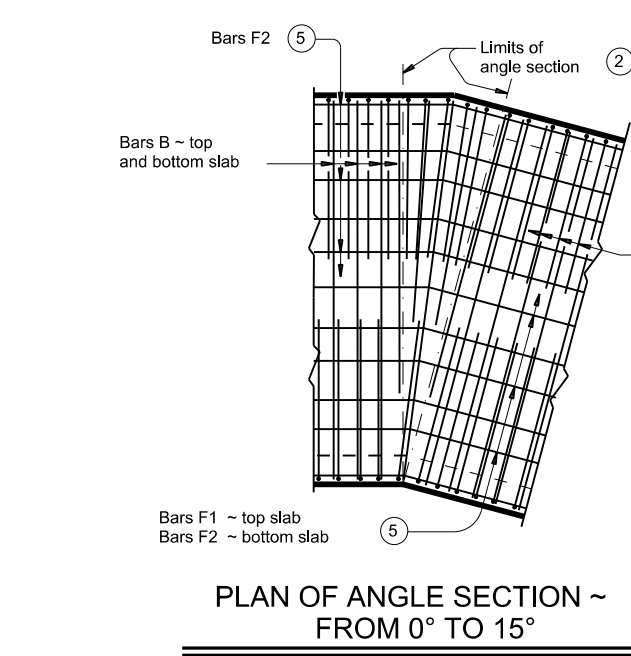 Bars F2 5
Limits of
angle section
2
Bars B ~ top
and bottom slab
Bars F1 ~ top slab
Bars F2 ~ bottom slab
5
PLAN OF ANGLE SECTION ~
FROM 0° TO 15°